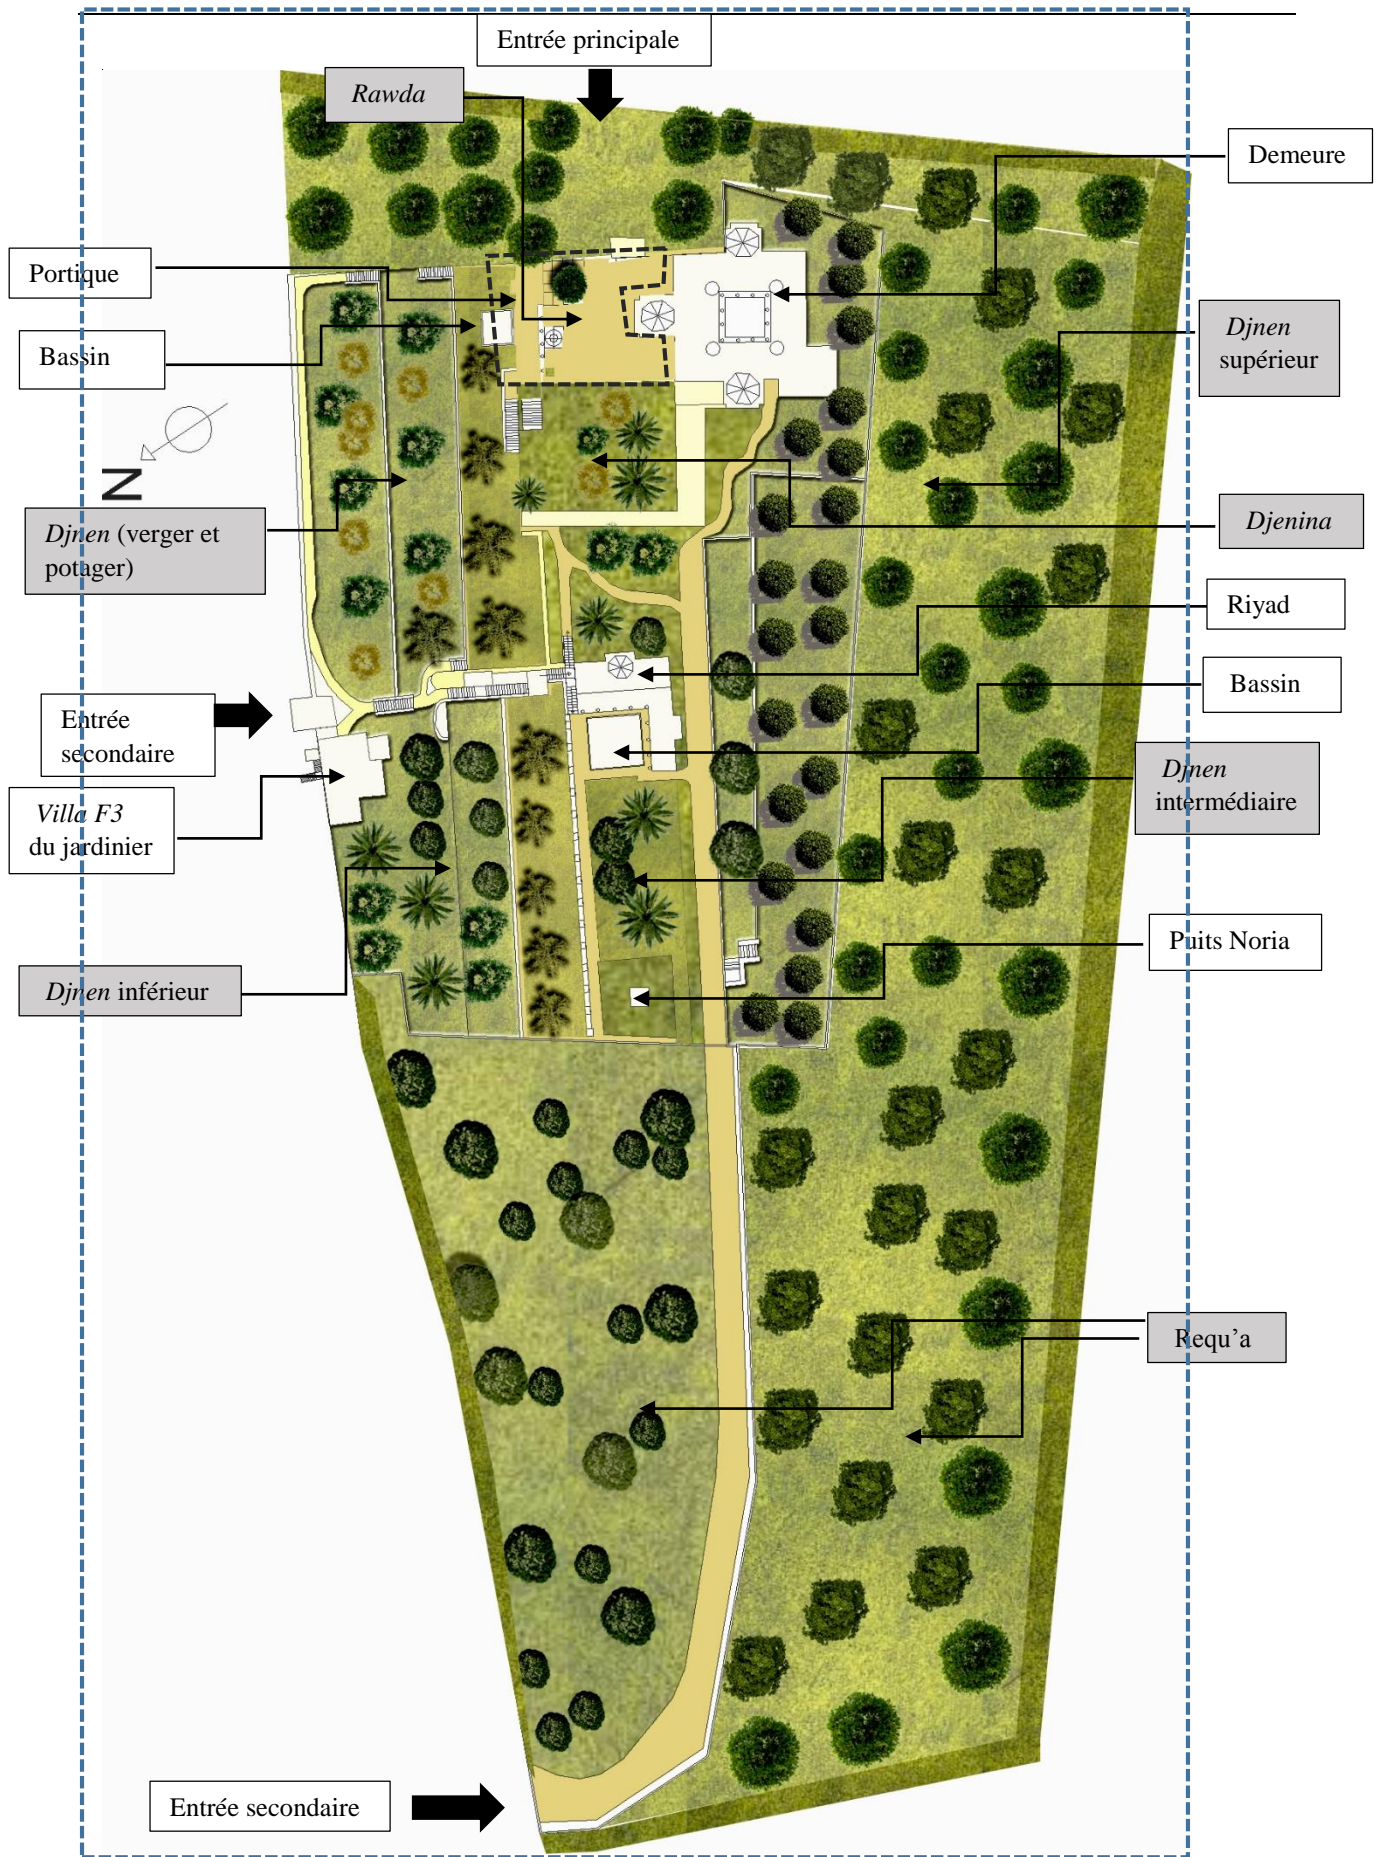 Entrée principale
Rawda
Demeure
Portique
Bassin
Djnen
supérieur
N
Djnen (verger et
potager)
Djenina
Riyad
Bassin
Entrée
secondaire
Djnen
intermédiaire
Villa F3
du jardinier
Puits Noria
Djnen inférieur
Requ’a
Entrée secondaire